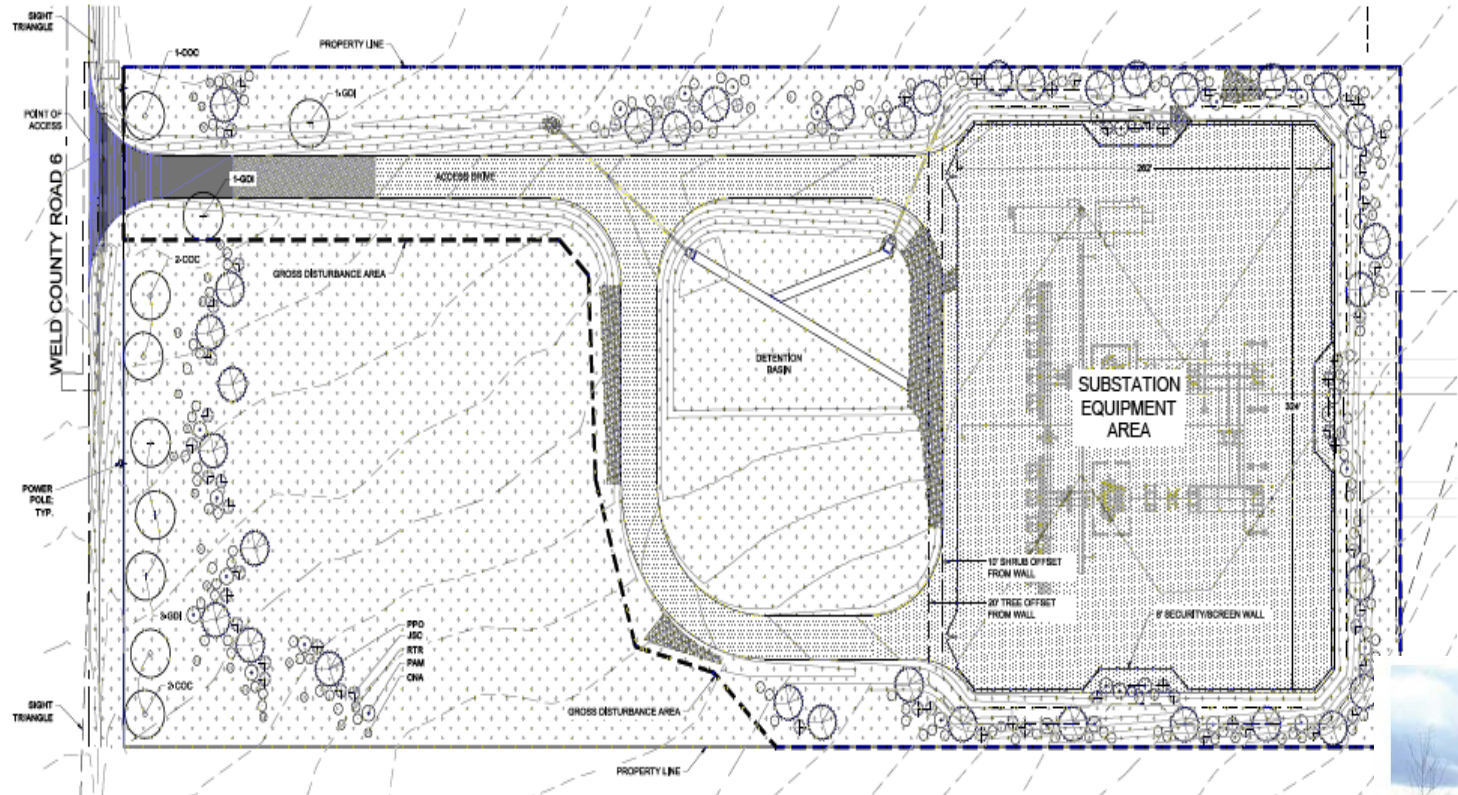 SIGHT
TRIANGLE
PROPERTY LINE
1-COC
1-GDI
POINT OF
ACCESS
WELD COUNTY ROAD 6
ACCESS DRIVE
1-GDI
262'
2-COC
GROSS DISTURBANCE AREA
DETENTION
BASIN
SUBSTATION
EQUIPMENT
AREA
324'
POWER
POLE;
TYP.
10' SHRUB OFFSET
FROM WALL
20' TREE OFFSET
FROM WALL
8' SECURITY/SCREEN WALL
3-GDI
PPO
JSC
RTR
PAM
CNA
2-COC
SIGHT
TRIANGLE
GROSS DISTURBANCE AREA
PROPERTY LINE